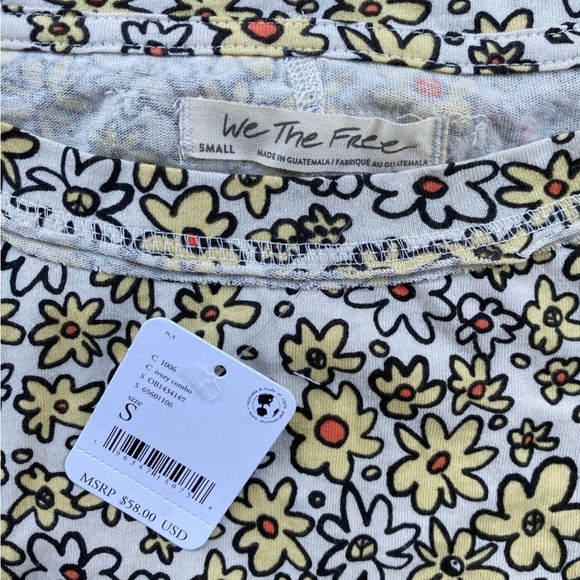 We The Free
SMALL
MADE IN GUATEMALA / FABRIQUÉ AU GUATEMALA
C 1006
C ivory combo
S OB1434149
S 65601106
size
S
MSRP $58.00 USD